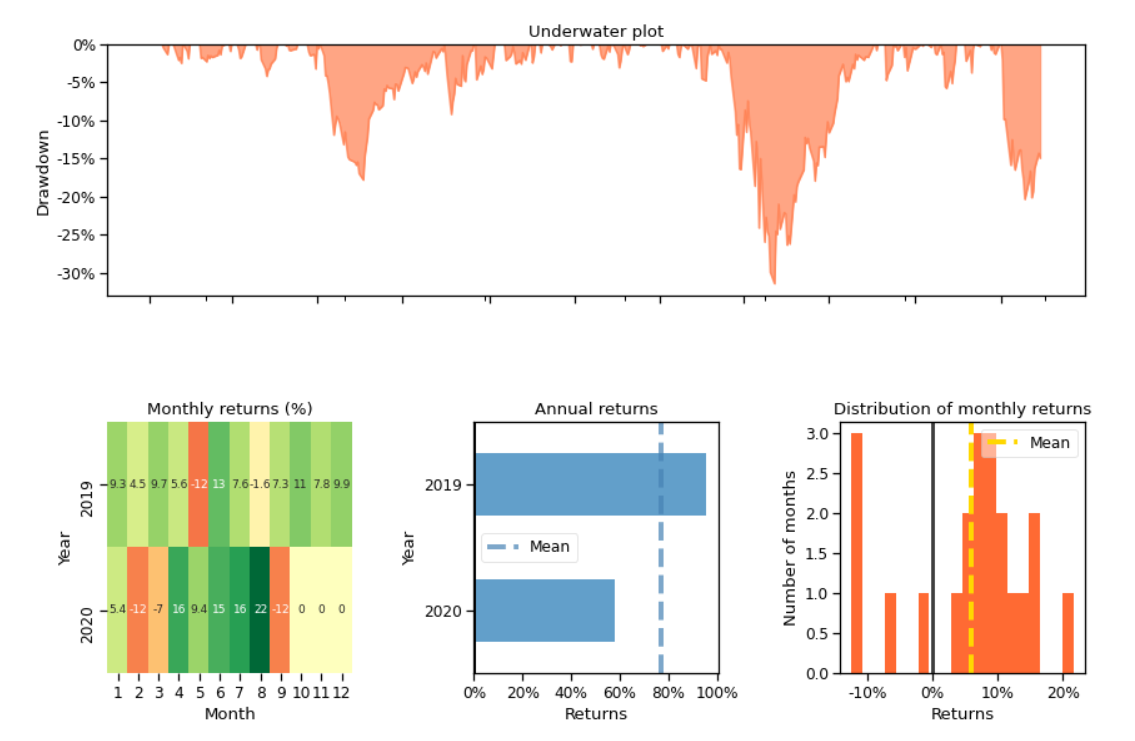 Underwater plot
0%
-5%
-10%
-15%
-20%
-25%
-30%
Drawdown
Monthly returns (%)
2019
9.3 4.5 9.7 5.6 -12 13 7.6 -1.6 7.3 11 7.8 9.9
Year
2020
5.4 -12 -7 16 9.4 15 16 22 -12 0 0 0
1 2 3 4 5 6 7 8 9 10 11 12
Month
Annual returns
2019
Year
Mean
2020
0% 20% 40% 60% 80% 100%
Returns
Distribution of monthly returns
Mean
3.0
2.5
2.0
1.5
1.0
0.5
0.0
Number of months
-10% 0% 10% 20%
Returns